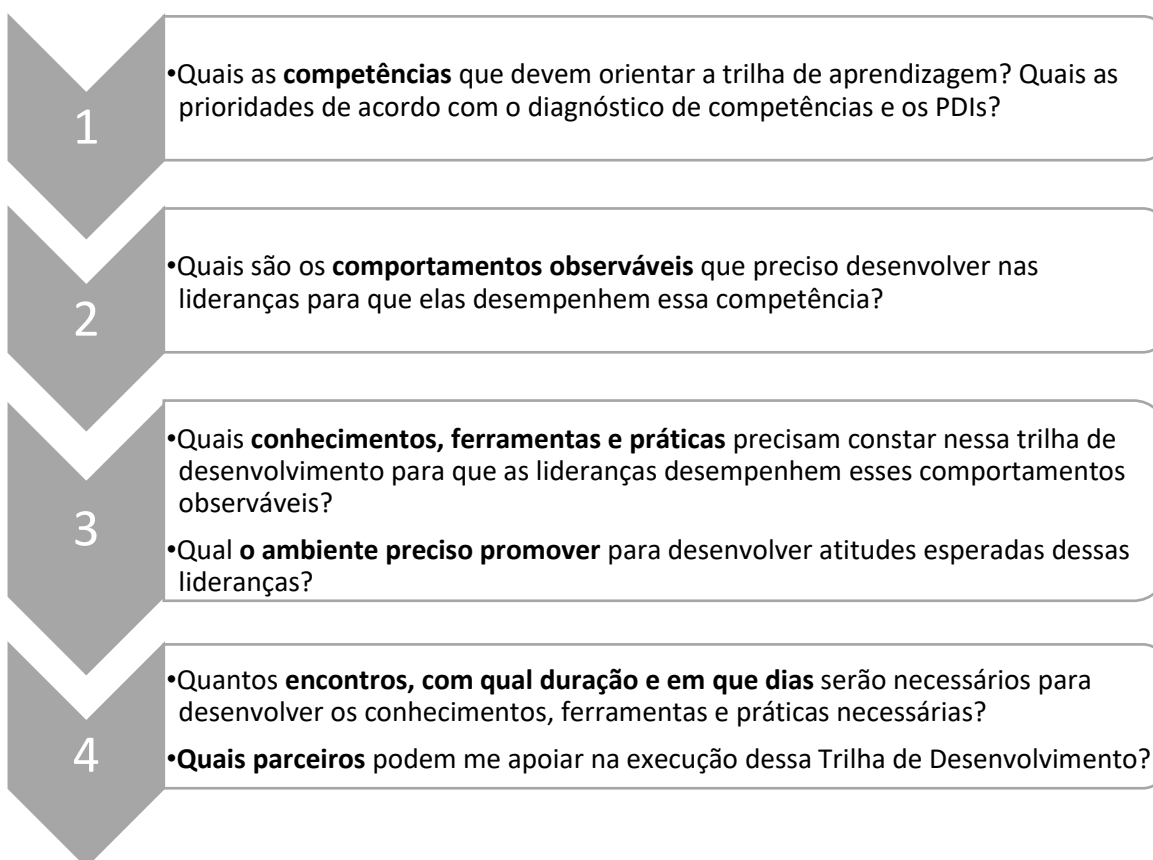 1
•Quais as competências que devem orientar a trilha de aprendizagem? Quais as
prioridades de acordo com o diagnóstico de competências e os PDIs?
2
•Quais são os comportamentos observáveis que preciso desenvolver nas
lideranças para que elas desempenhem essa competência?
3
•Quais conhecimentos, ferramentas e práticas precisam constar nessa trilha de
desenvolvimento para que as lideranças desempenhem esses comportamentos
observáveis?
•Qual o ambiente preciso promover para desenvolver atitudes esperadas dessas
lideranças?
4
•Quantos encontros, com qual duração e em que dias serão necessários para
desenvolver os conhecimentos, ferramentas e práticas necessárias?
•Quais parceiros podem me apoiar na execução dessa Trilha de Desenvolvimento?